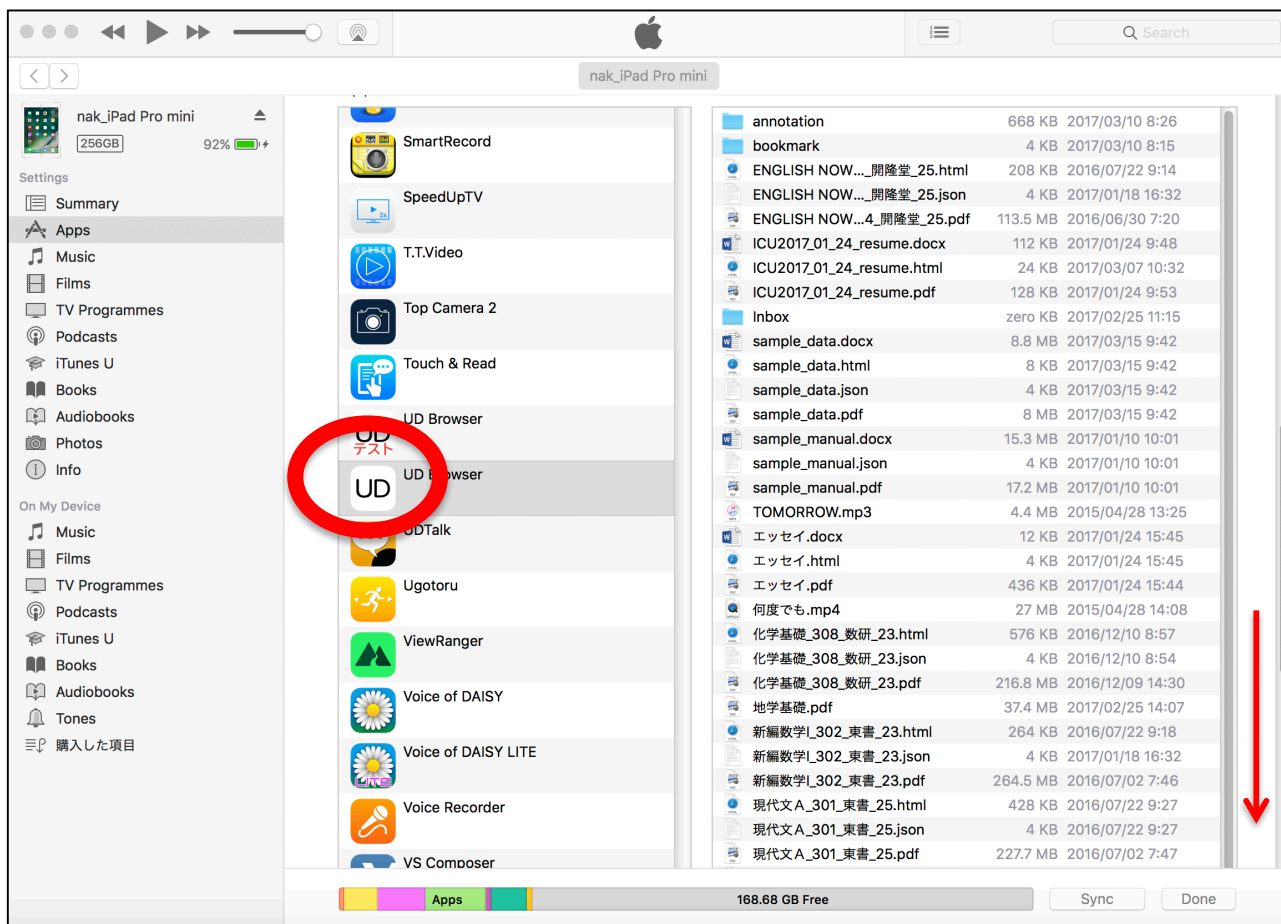 Search
nak_iPad Pro mini
nak_iPad Pro mini
256GB 92%
Settings
Summary
Apps
Music
Films
TV Programmes
Podcasts
iTunes U
Books
Audiobooks
Photos
Info
On My Device
Music
Films
TV Programmes
Podcasts
iTunes U
Books
Audiobooks
Tones
購入した項目
SmartRecord
SpeedUpTV
2x
T.T.Video
Top Camera 2
Touch & Read
UD Browser
UD
テスト
UD Browser
UD
UDTalk
Ugotoru
ViewRanger
Voice of DAISY
Voice of DAISY LITE
LITE
Voice Recorder
VS Composer
annotation 668 KB 2017/03/10 8:26
bookmark 4 KB 2017/03/10 8:15
ENGLISH NOW..._開隆堂_25.html 208 KB 2016/07/22 9:14
ENGLISH NOW..._開隆堂_25.json 4 KB 2017/01/18 16:32
ENGLISH NOW...4_開隆堂_25.pdf 113.5 MB 2016/06/30 7:20
ICU2017_01_24_resume.docx 112 KB 2017/01/24 9:48
ICU2017_01_24_resume.html 24 KB 2017/03/07 10:32
ICU2017_01_24_resume.pdf 128 KB 2017/01/24 9:53
Inbox zero KB 2017/02/25 11:15
sample_data.docx 8.8 MB 2017/03/15 9:42
sample_data.html 8 KB 2017/03/15 9:42
sample_data.json 4 KB 2017/03/15 9:42
sample_data.pdf 8 MB 2017/03/15 9:42
sample_manual.docx 15.3 MB 2017/01/10 10:01
sample_manual.json 4 KB 2017/01/10 10:01
sample_manual.pdf 17.2 MB 2017/01/10 10:01
TOMORROW.mp3 4.4 MB 2015/04/28 13:25
エッセイ.docx 12 KB 2017/01/24 15:45
エッセイ.html 4 KB 2017/01/24 15:45
エッセイ.pdf 436 KB 2017/01/24 15:44
何度でも.mp4 27 MB 2015/04/28 14:08
化学基礎_308_数研_23.html 576 KB 2016/12/10 8:57
化学基礎_308_数研_23.json 4 KB 2016/12/10 8:54
化学基礎_308_数研_23.pdf 216.8 MB 2016/12/09 14:30
地学基礎.pdf 37.4 MB 2017/02/25 14:07
新編数学I_302_東書_23.html 264 KB 2016/07/22 9:18
新編数学I_302_東書_23.json 4 KB 2017/01/18 16:32
新編数学I_302_東書_23.pdf 264.5 MB 2016/07/02 7:46
現代文A_301_東書_25.html 428 KB 2016/07/22 9:27
現代文A_301_東書_25.json 4 KB 2016/07/22 9:27
現代文A_301_東書_25.pdf 227.7 MB 2016/07/02 7:47
Apps 168.68 GB Free Sync Done